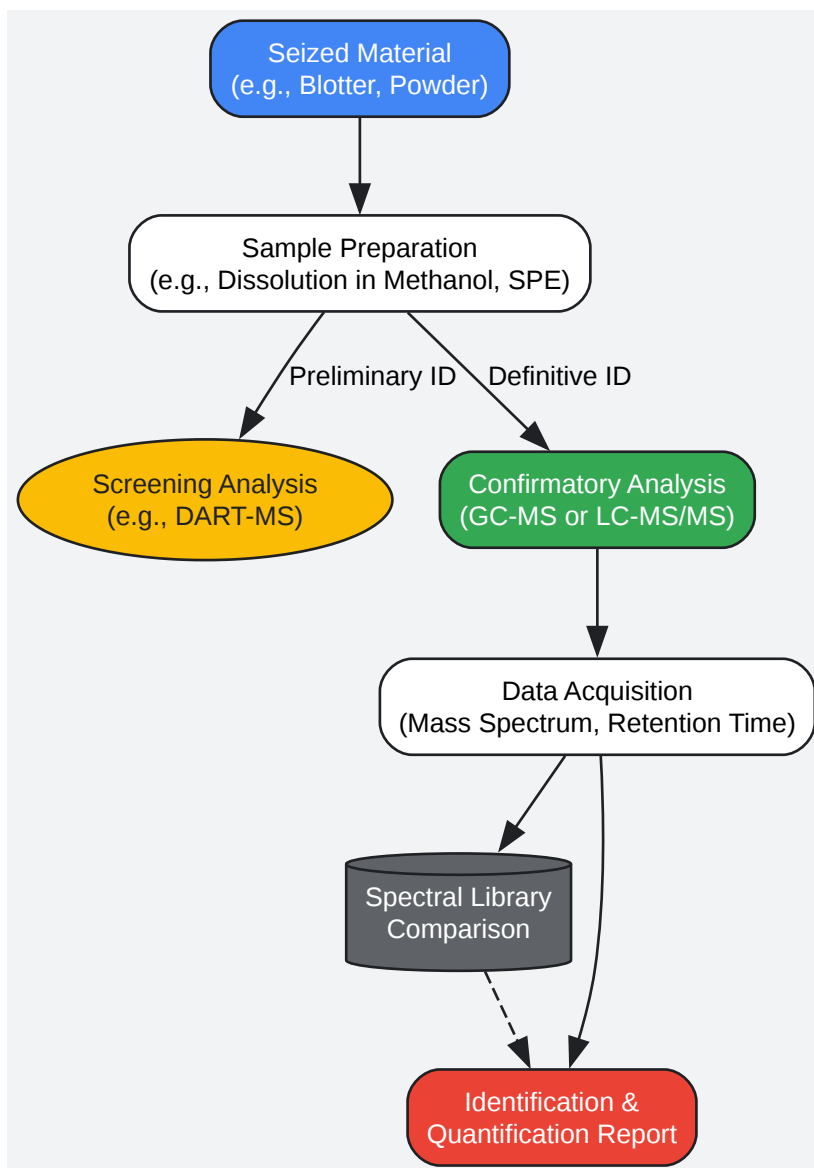 Seized Material
(e.g., Blotter, Powder)
Sample Preparation
(e.g., Dissolution in Methanol, SPE)
Preliminary ID
Definitive ID
Screening Analysis
(e.g., DART-MS)
Confirmatory Analysis
(GC-MS or LC-MS/MS)
Data Acquisition
(Mass Spectrum, Retention Time)
Spectral Library
Comparison
Identification &
Quantification Report